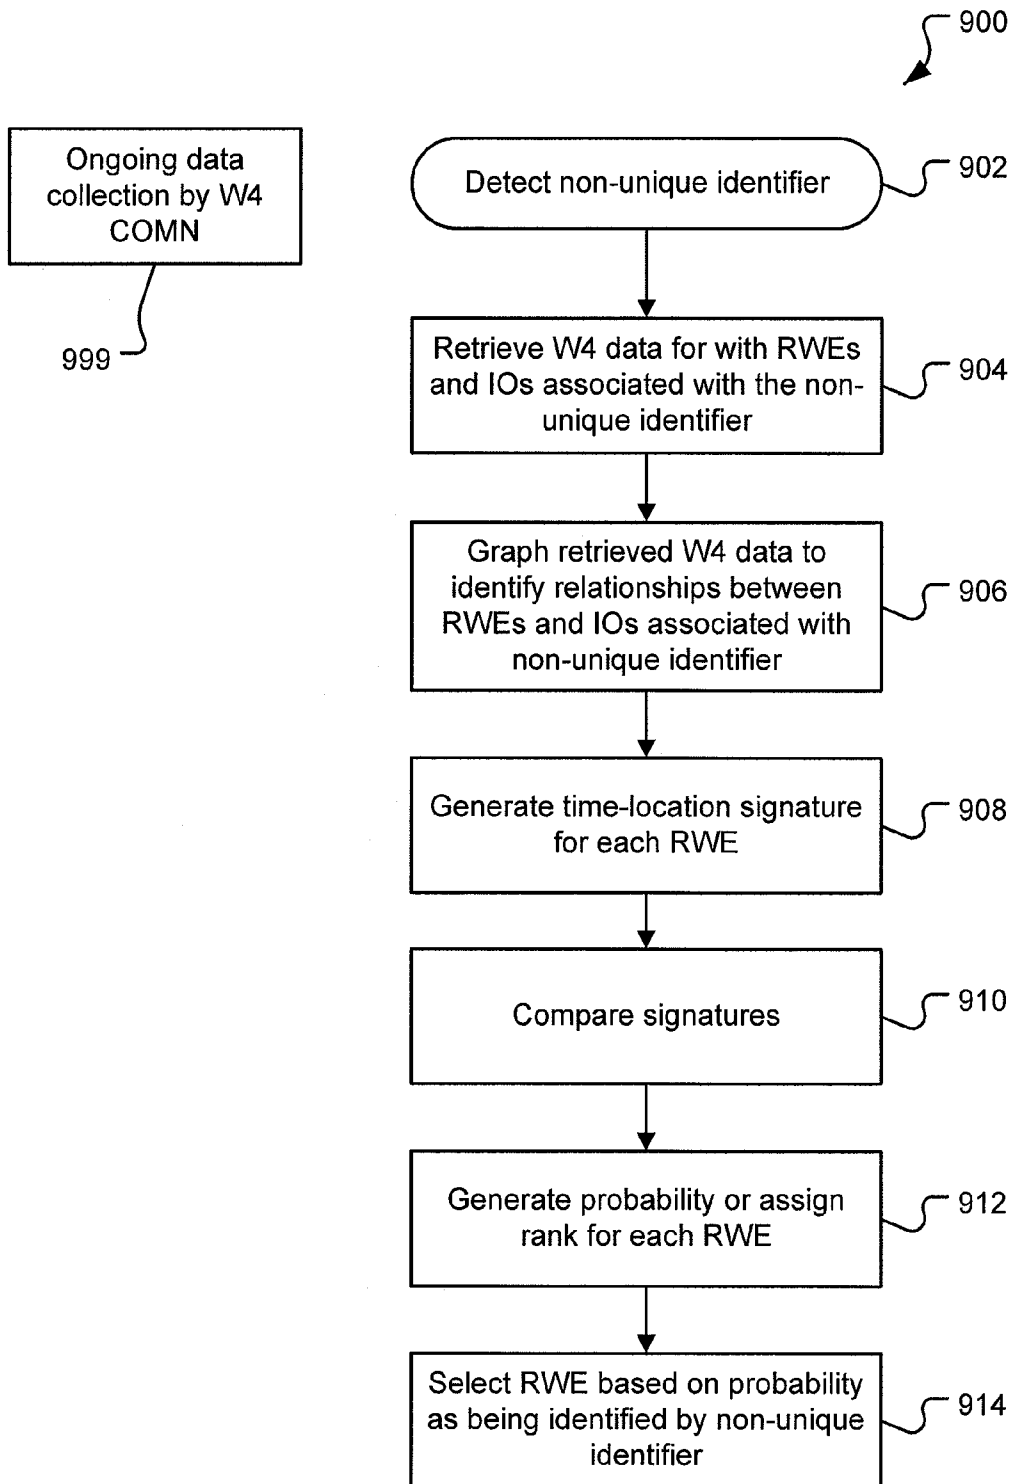 900
Ongoing data
collection by W4
COMN
999
Detect non-unique identifier
902
Retrieve W4 data for with RWEs
and IOs associated with the non-
unique identifier
904
Graph retrieved W4 data to
identify relationships between
RWEs and IOs associated with
non-unique identifier
906
Generate time-location signature
for each RWE
908
Compare signatures
910
Generate probability or assign
rank for each RWE
912
Select RWE based on probability
as being identified by non-unique
identifier
914